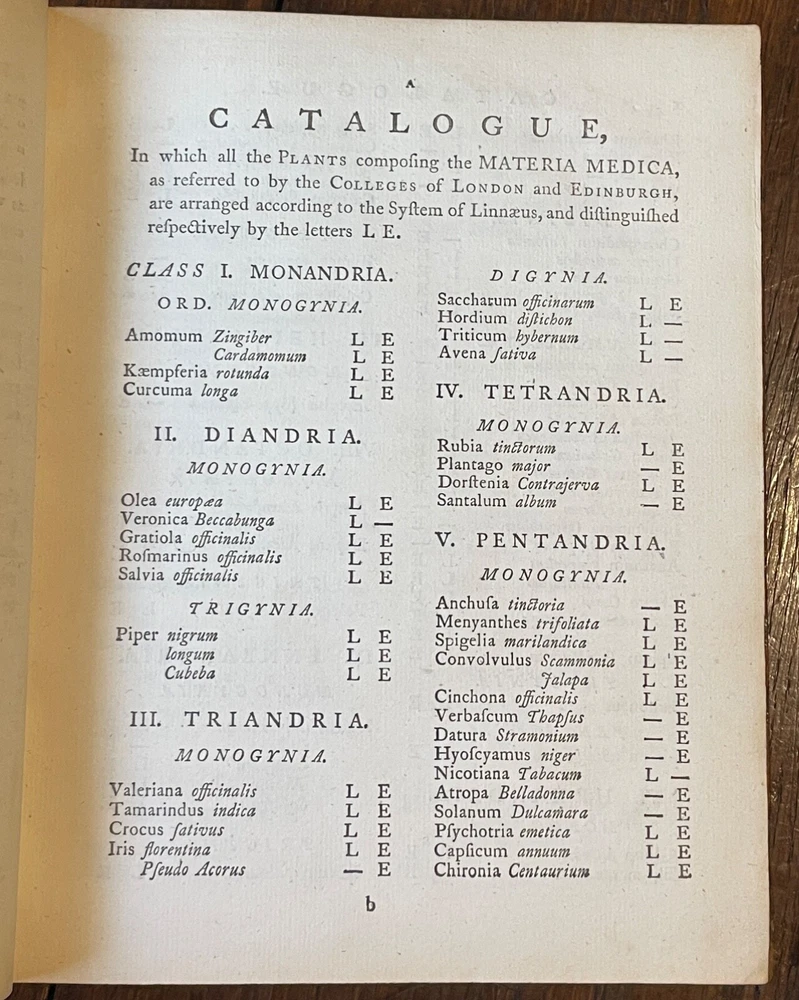 A
CATALOGUE,
In which all the PLANTS compoſing the MATERIA MEDICA,
as referred to by the COLLEGES of LONDON and EDINBURGH,
are arranged according to the Syſtem of Linnæus, and diſtinguiſhed
reſpectively by the letters L E.
CLASS I. MONANDRIA.
ORD. MONOGYNIA.
Amomum Zingiber L E
Cardamomum L E
Kæmpferia rotunda L E
Curcuma longa L E
II. DIANDRIA.
MONOGYNIA.
Olea europæa L E
Veronica Beccabunga L —
Gratiola officinalis L E
Roſmarinus officinalis L E
Salvia officinalis L E
TRIGYNIA.
Piper nigrum L E
longum L E
Cubeba L E
III. TRIANDRIA.
MONOGYNIA.
Valeriana officinalis L E
Tamarindus indica L E
Crocus ſativus L E
Iris florentina L E
Pſeudo Acorus — E
DIGYNIA.
Saccharum officinarum L E
Hordium diſtichon L —
Triticum hybernum L —
Avena ſativa L —
IV. TETRANDRIA.
MONOGYNIA.
Rubia tinctorum L E
Plantago major — E
Dorſtenia Contrajerva L E
Santalum album — E
V. PENTANDRIA.
MONOGYNIA.
Anchuſa tinctoria — E
Menyanthes trifoliata L E
Spigelia marilandica L E
Convolvulus Scammonia L E
Jalapa L E
Cinchona officinalis L E
Verbaſcum Thapſus — E
Datura Stramonium — E
Hyoſcyamus niger — E
Nicotiana Tabacum L —
Atropa Belladonna — E
Solanum Dulcamara — E
Pſychotria emetica L E
Capſicum annuum L E
Chironia Centaurium L E
b